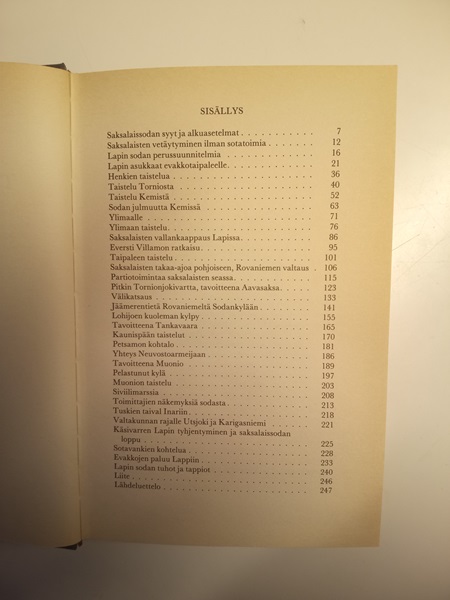 SISÄLLYS
Saksalaissodan syyt ja alkuasetelmat . . . . . . . . . . 7
Saksalaisten vetäytyminen ilman sotatoimia . . . . . . . 12
Lapin sodan perussuunnitelmia . . . . . . . . . . . . 16
Lapin asukkaat evakkotaipaleelle. . . . . . . . . . . . 21
Henkien taistelua . . . . . . . . . . . . . . . . . 36
Taistelu Torniosta . . . . . . . . . . . . . . . . . 40
Taistelu Kemistä . . . . . . . . . . . . . . . . . 52
Sodan julmuutta Kemissä . . . . . . . . . . . . . . 63
Ylimaalle . . . . . . . . . . . . . . . . . . . . 71
Ylimaan taistelu . . . . . . . . . . . . . . . . . . 76
Saksalaisten vallankaappaus Lapissa. . . . . . . . . . . 86
Eversti Villamon ratkaisu . . . . . . . . . . . . . . 95
Taipaleen taistelu . . . . . . . . . . . . . . . . . 101
Saksalaisten takaa-ajoa pohjoiseen, Rovaniemen valtaus . 106
Partiotoimintaa saksalaisten seassa . . . . . . . . . . . 115
Pitkin Tornionjokivartta, tavoitteena Aavasaksa. . . . . . 123
Välikatsaus . . . . . . . . . . . . . . . . . . . 133
Jäämerentietä Rovaniemeltä Sodankylään . . . . . . . . 141
Lohijoen kuoleman kylpy . . . . . . . . . . . . . . 155
Tavoitteena Tankavaara . . . . . . . . . . . . . . . 165
Kaunispään taistelut . . . . . . . . . . . . . . . . 170
Petsamon kohtalo . . . . . . . . . . . . . . . . . 181
Yhteys Neuvostoarmeijaan . . . . . . . . . . . . . . 186
Tavoitteena Muonio . . . . . . . . . . . . . . . . 189
Pelastunut kylä . . . . . . . . . . . . . . . . . . 197
Muonion taistelu . . . . . . . . . . . . . . . . . 203
Siviilimarssia . . . . . . . . . . . . . . . . . . . 208
Toimittajien näkemyksiä sodasta . . . . . . . . . . . . 213
Tuskien taival Inariin . . . . . . . . . . . . . . . . 218
Valtakunnan rajalle Utsjoki ja Karigasniemi . . . . . . . 221
Käsivarren Lapin tyhjentyminen ja saksalaissodan
loppu . . . . . . . . . . . . . . . . . . . . . 225
Sotavankien kohtelua . . . . . . . . . . . . . . . . 228
Evakkojen paluu Lappiin . . . . . . . . . . . . . . 233
Lapin sodan tuhot ja tappiot . . . . . . . . . . . . . 240
Liite . . . . . . . . . . . . . . . . . . . . . . 246
Lähdeluettelo . . . . . . . . . . . . . . . . . . . 247